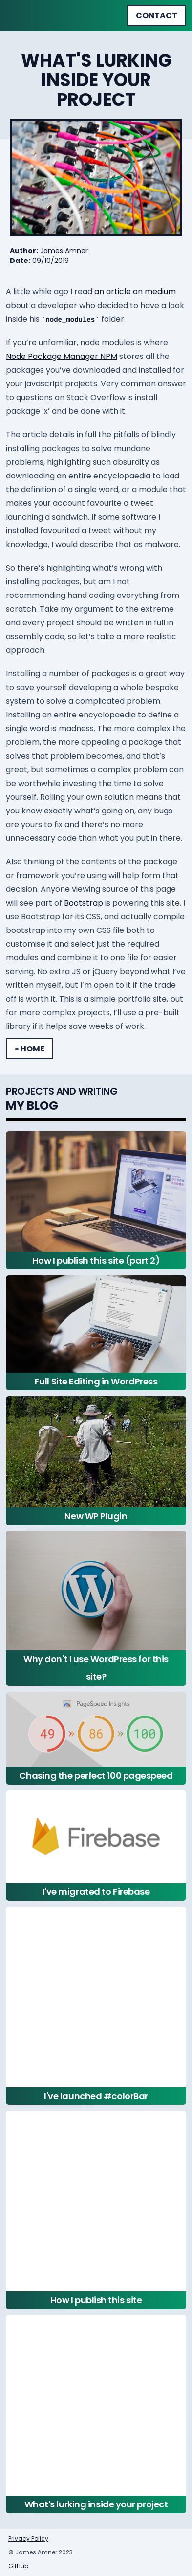 CONTACT
WHAT'S LURKING
INSIDE YOUR
PROJECT
Author: James Amner
Date: 09/10/2019
A little while ago I read an article on medium
about a developer who decided to have a look
inside his `node_modules` folder.
If you're unfamiliar, node modules is where
Node Package Manager NPM stores all the
packages you've downloaded and installed for
your javascript projects. Very common answer
to questions on Stack Overflow is install
package 'x' and be done with it.
The article details in full the pitfalls of blindly
installing packages to solve mundane
problems, highlighting such absurdity as
downloading an entire encyclopaedia to load
the definition of a single word, or a module that
makes your account favourite a tweet
launching a sandwich. If some software I
installed favourited a tweet without my
knowledge, I would describe that as malware.
So there's highlighting what's wrong with
installing packages, but am I not
recommending hand coding everything from
scratch. Take my argument to the extreme
and every project should be written in full in
assembly code, so let's take a more realistic
approach.
Installing a number of packages is a great way
to save yourself developing a whole bespoke
system to solve a complicated problem.
Installing an entire encyclopedia to define a
single word is madness. The more complex the
problem, the more appealing a package that
solves that problem becomes, and that's
great, but sometimes a complex problem can
be worthwhile investing the time to solve
yourself. Rolling your own solution means that
you know exactly what's going on, any bugs
are yours to fix and there's no more
unnecessary code than what you put in there.
Also thinking of the contents of the package
or framework you're using will help form that
decision. Anyone viewing source of this page
will see part of Bootstrap is powering this site. I
use Bootstrap for its CSS, and actually compile
bootstrap into my own CSS file both to
customise it and select just the required
modules and combine it to one file for easier
serving. No extra JS or jQuery beyond what I've
written myself, but I'm open to it if the trade
off is worth it. This is a simple portfolio site, but
for more complex projects, I'll use a pre-built
library if it helps save weeks of work.
« HOME
PROJECTS AND WRITING
MY BLOG
How I publish this site (part 2)
Full Site Editing in WordPress
New WP Plugin
Why don't I use WordPress for this
site?
PageSpeed Insights
49 » 86 » 100
Chasing the perfect 100 pagespeed
Firebase
I've migrated to Firebase
I've launched #colorBar
How I publish this site
What's lurking inside your project
Privacy Policy
© James Amner 2023
GitHub